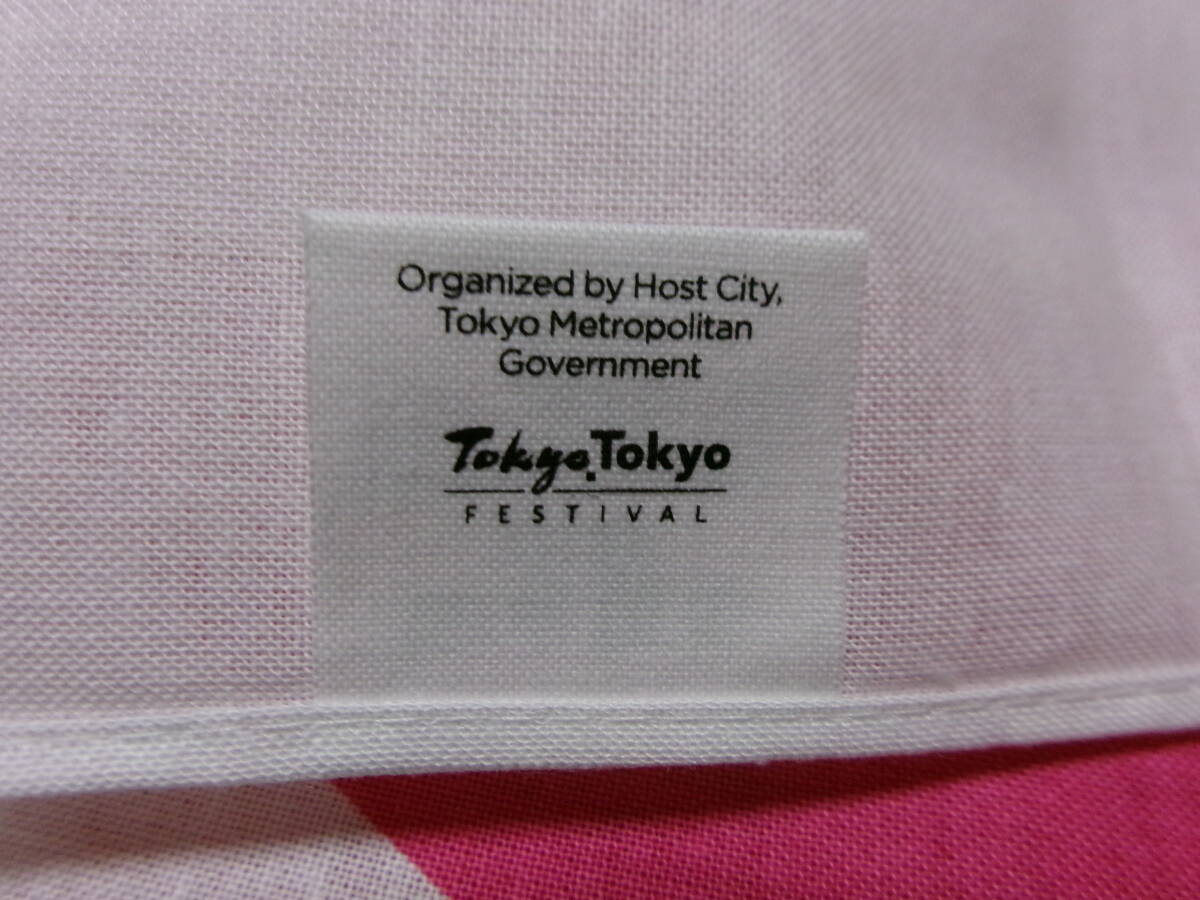 Organized by Host City,
Tokyo Metropolitan
Government
Tokyo Tokyo
FESTIVAL